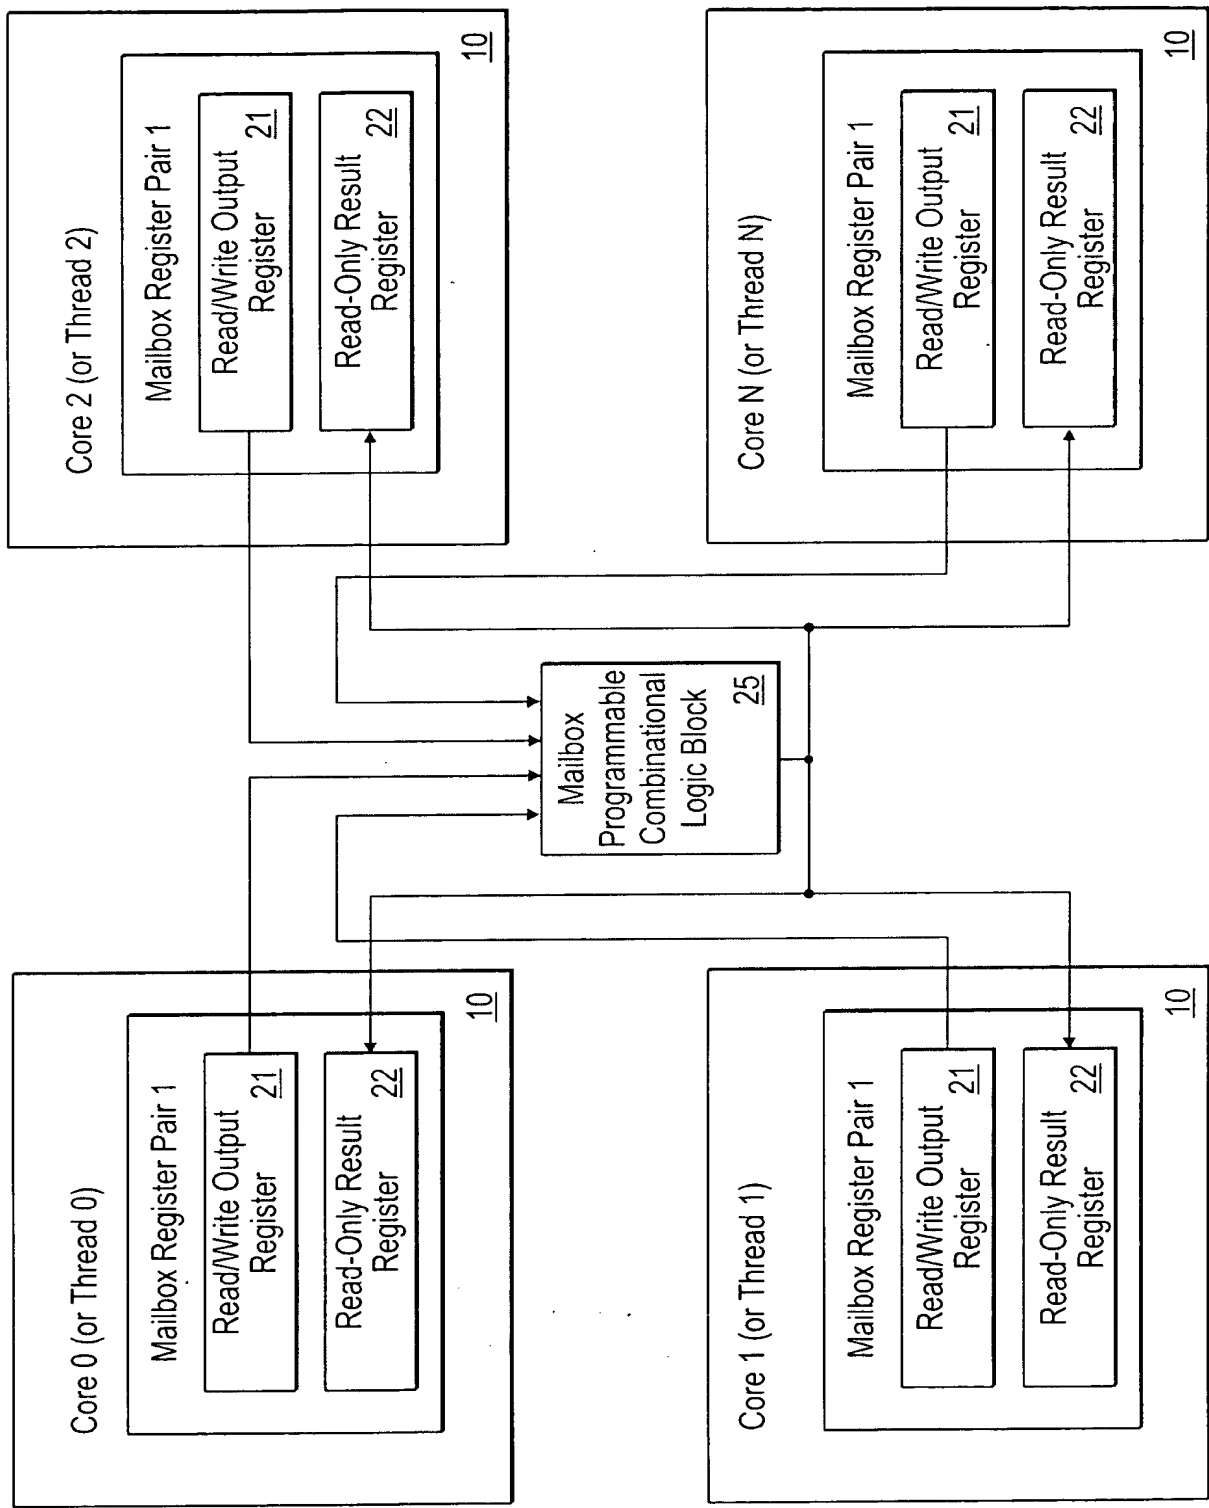 Core 0 (or Thread 0)
Mailbox Register Pair 1
Read/Write Output
Register
21
Read-Only Result
Register
22
10
Core 2 (or Thread 2)
Mailbox Register Pair 1
Read/Write Output
Register
21
Read-Only Result
Register
22
10
Mailbox
Programmable
Combinational
Logic Block
25
Core 1 (or Thread 1)
Mailbox Register Pair 1
Read/Write Output
Register
21
Read-Only Result
Register
22
10
Core N (or Thread N)
Mailbox Register Pair 1
Read/Write Output
Register
21
Read-Only Result
Register
22
10